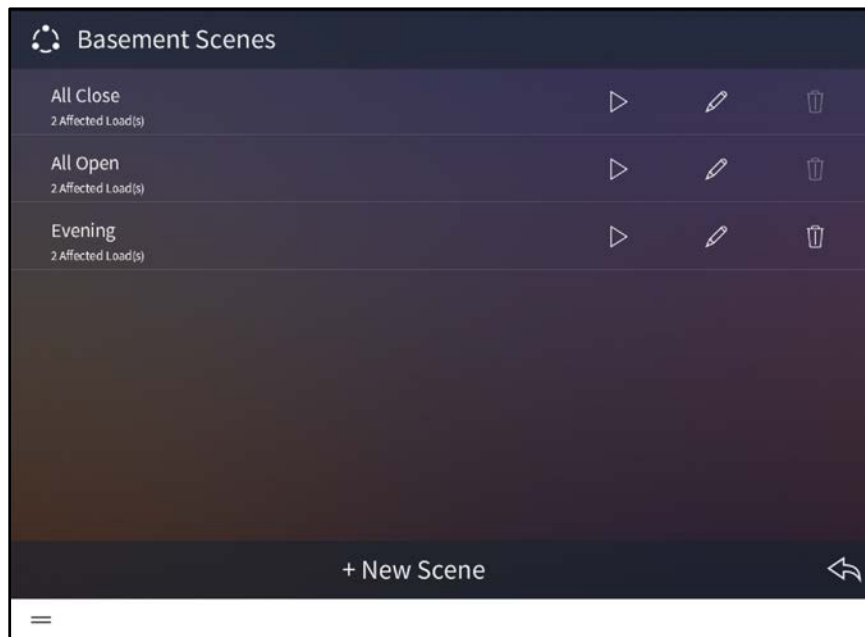 Basement Scenes
All Close
2 Affected Load(s)
All Open
2 Affected Load(s)
Evening
2 Affected Load(s)
+ New Scene